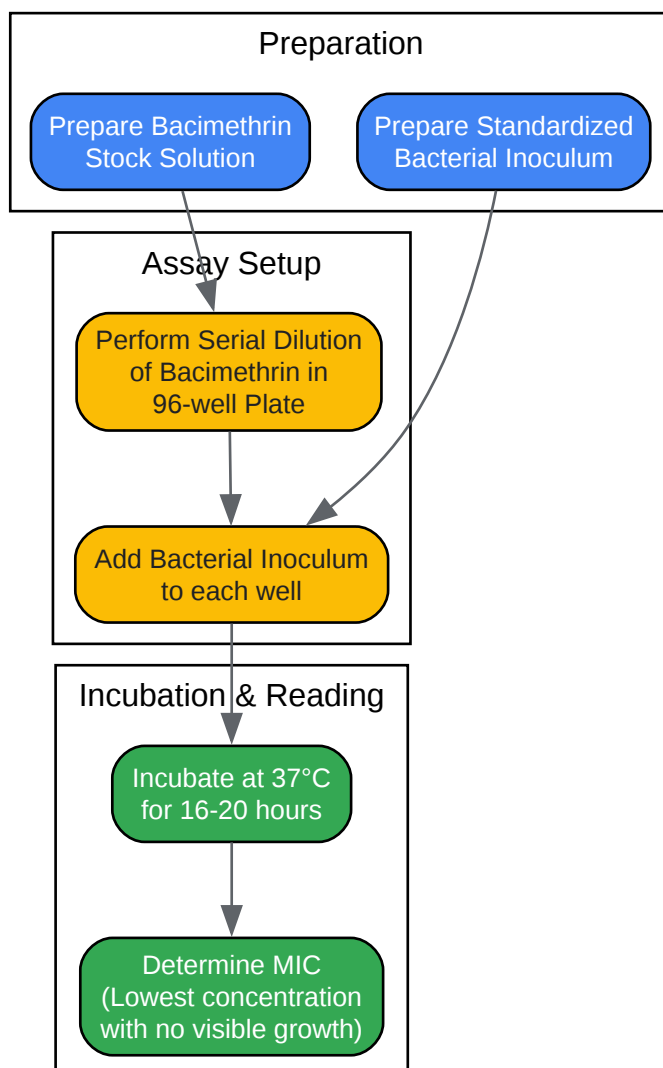 Preparation
Prepare Bacimethrin
Stock Solution
Prepare Standardized
Bacterial Inoculum
Assay Setup
Perform Serial Dilution
of Bacimethrin in
96-well Plate
Add Bacterial Inoculum
to each well
Incubation & Reading
Incubate at 37°C
for 16-20 hours
Determine MIC
(Lowest concentration
with no visible growth)